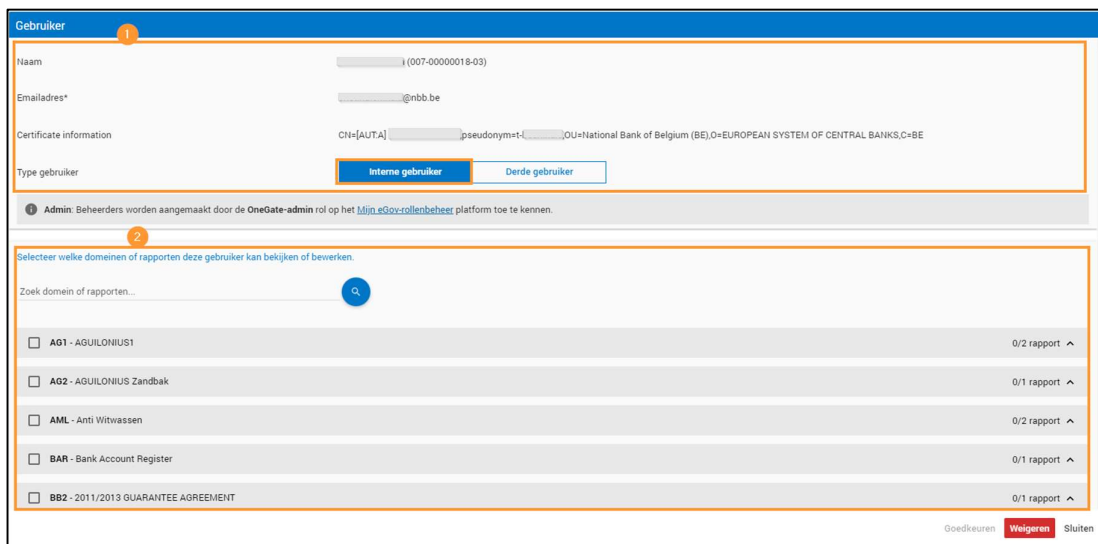 Gebruiker
1
Naam (007-00000018-03)
Emailadres* @nbb.be
Certificate information CN=[AUT:A] pseudonym=t- ,OU=National Bank of Belgium (BE),O=EUROPEAN SYSTEM OF CENTRAL BANKS,C=BE
Type gebruiker Interne gebruiker Derde gebruiker
Admin: Beheerders worden aangemaakt door de OneGate-admin rol op het Mijn eGov-rollenbeheer platform toe te kennen.
2
Selecteer welke domeinen of rapporten deze gebruiker kan bekijken of bewerken.
Zoek domein of rapporten...
AG1 - AGUILONIUS1 0/2 rapport
AG2 - AGUILONIUS Zandbak 0/1 rapport
AML - Anti Witwassen 0/2 rapport
BAR - Bank Account Register 0/1 rapport
BB2 - 2011/2013 GUARANTEE AGREEMENT 0/1 rapport
Goedkeuren Weigeren Sluiten